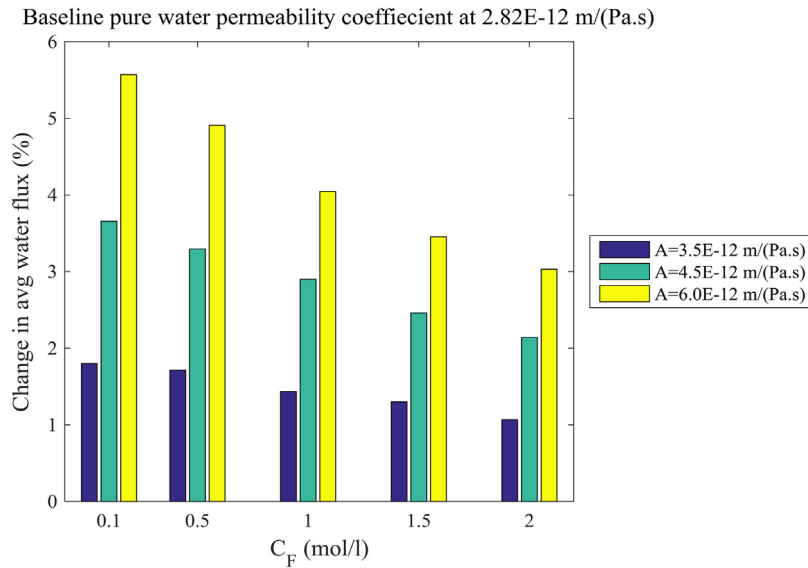 Baseline pure water permeability coeffiecient at 2.82E-12 m/(Pa.s)
Change in avg water flux (%)
6
5
4
3
2
1
0
0.1 0.5 1 1.5 2
C_F (mol/l)
A=3.5E-12 m/(Pa.s)
A=4.5E-12 m/(Pa.s)
A=6.0E-12 m/(Pa.s)